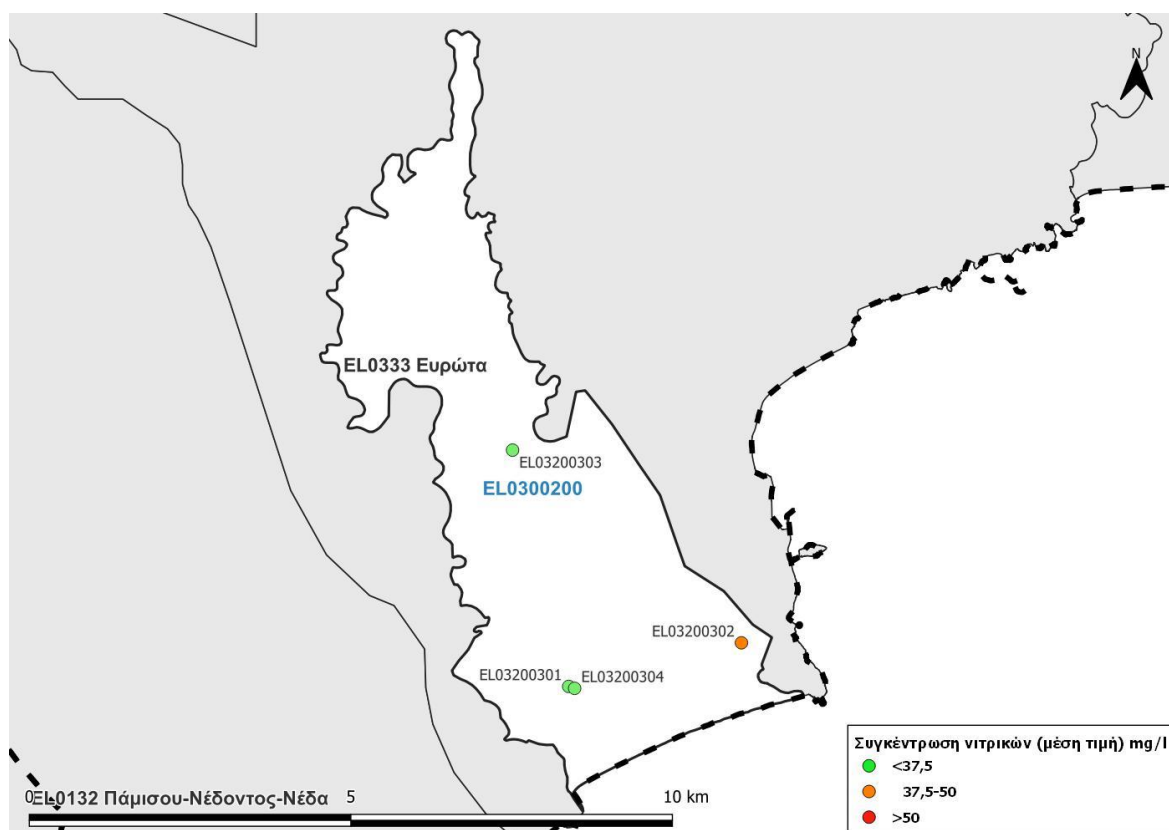 N
EL0333 Ευρώτα
EL03200303
EL0300200
EL03200302
EL03200301
EL03200304
Συγκέντρωση νιτρικών (μέση τιμή) mg/l
<37,5
37,5-50
>50
EL0132 Πάμισου-Νέδοντος-Νέδα
0 5 10 km